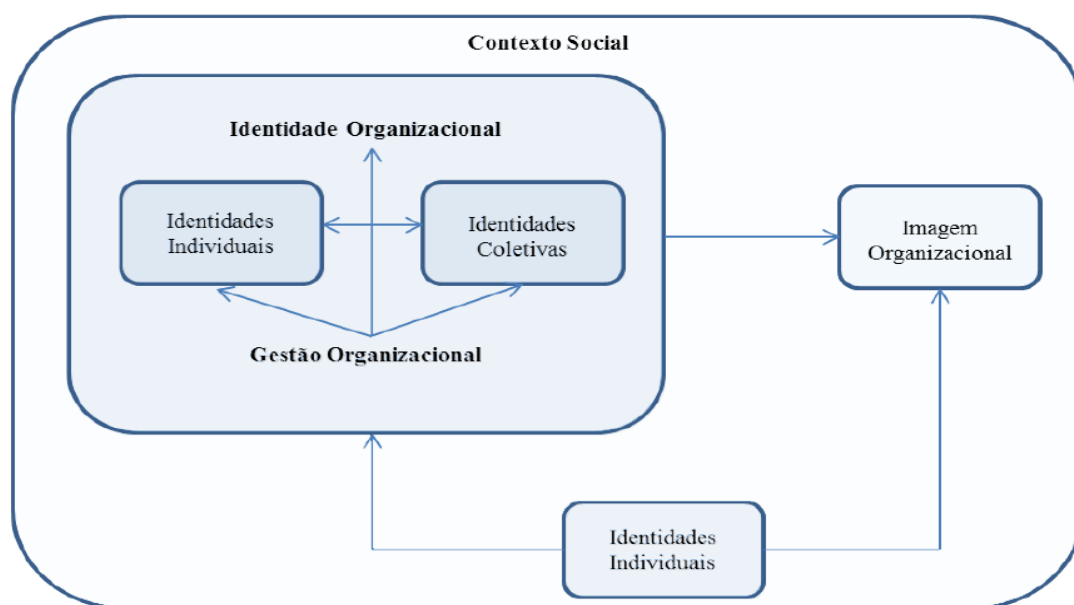 Contexto Social
Identidade Organizacional
Identidades
Individuais
Identidades
Coletivas
Imagem
Organizacional
Gestão Organizacional
Identidades
Individuais